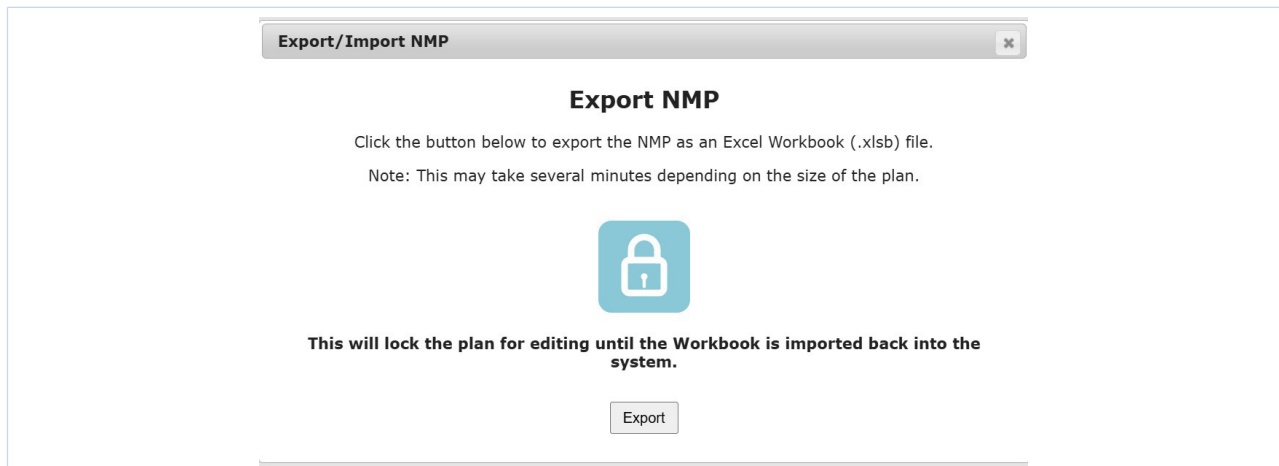 Export/Import NMP
Export NMP
Click the button below to export the NMP as an Excel Workbook (.xlsb) file.
Note: This may take several minutes depending on the size of the plan.
This will lock the plan for editing until the Workbook is imported back into the
system.
Export